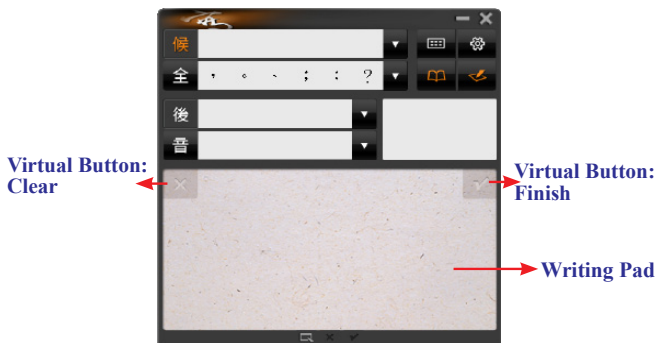 候
全 ， 。 、 ； ： ？
後
音
Virtual Button:
Clear
Virtual Button:
Finish
Writing Pad